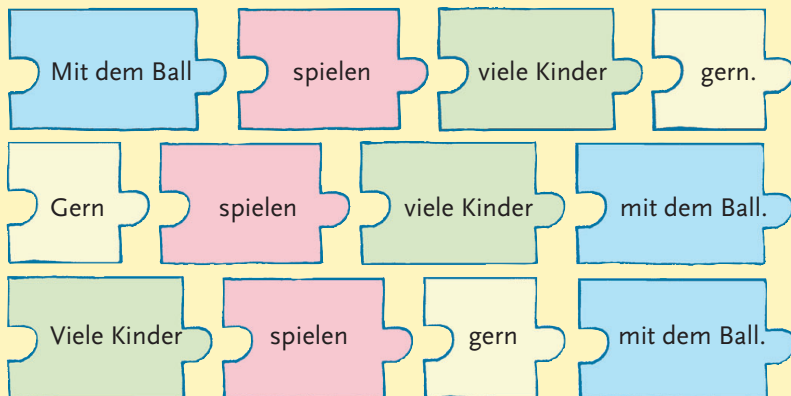 Mit dem Ball spielen viele Kinder gern.
Gern spielen viele Kinder mit dem Ball.
Viele Kinder spielen gern mit dem Ball.